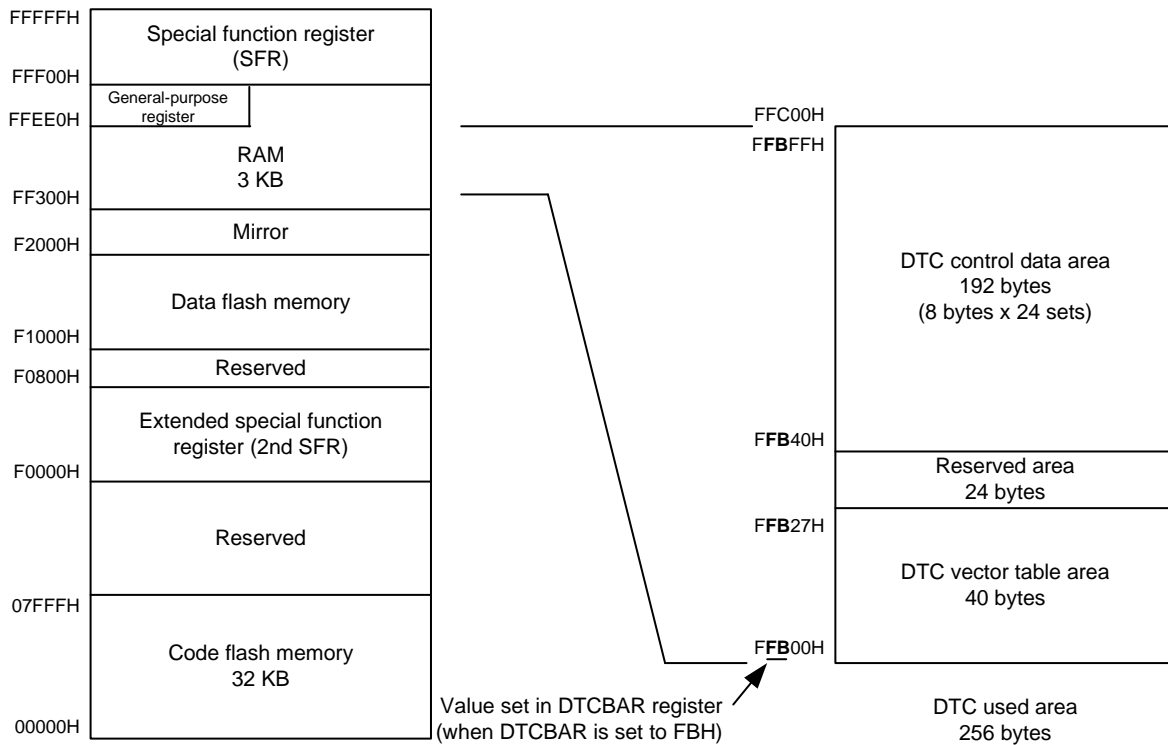 FFFFFH
Special function register
(SFR)
FFF00H
General-purpose
register
FFEE0H
RAM
3 KB
FF300H
Mirror
F2000H
Data flash memory
F1000H
Reserved
F0800H
Extended special function
register (2nd SFR)
F0000H
Reserved
07FFFH
Code flash memory
32 KB
00000H
FFC00H
FFBFFH
DTC control data area
192 bytes
(8 bytes x 24 sets)
FFB40H
Reserved area
24 bytes
FFB27H
DTC vector table area
40 bytes
FFB00H
Value set in DTCBAR register
(when DTCBAR is set to FBH)
DTC used area
256 bytes